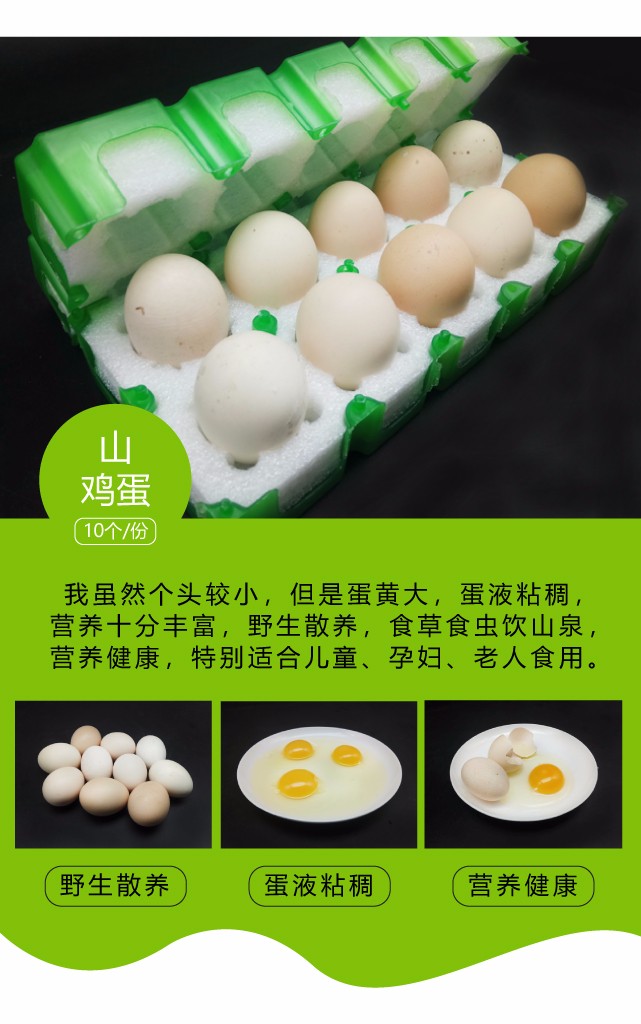 山
鸡蛋
10个/份
我虽然个头较小，但是蛋黄大，蛋液粘稠，
营养十分丰富，野生散养，食草食虫饮山泉，
营养健康，特别适合儿童、孕妇、老人食用。
野生散养
蛋液粘稠
营养健康